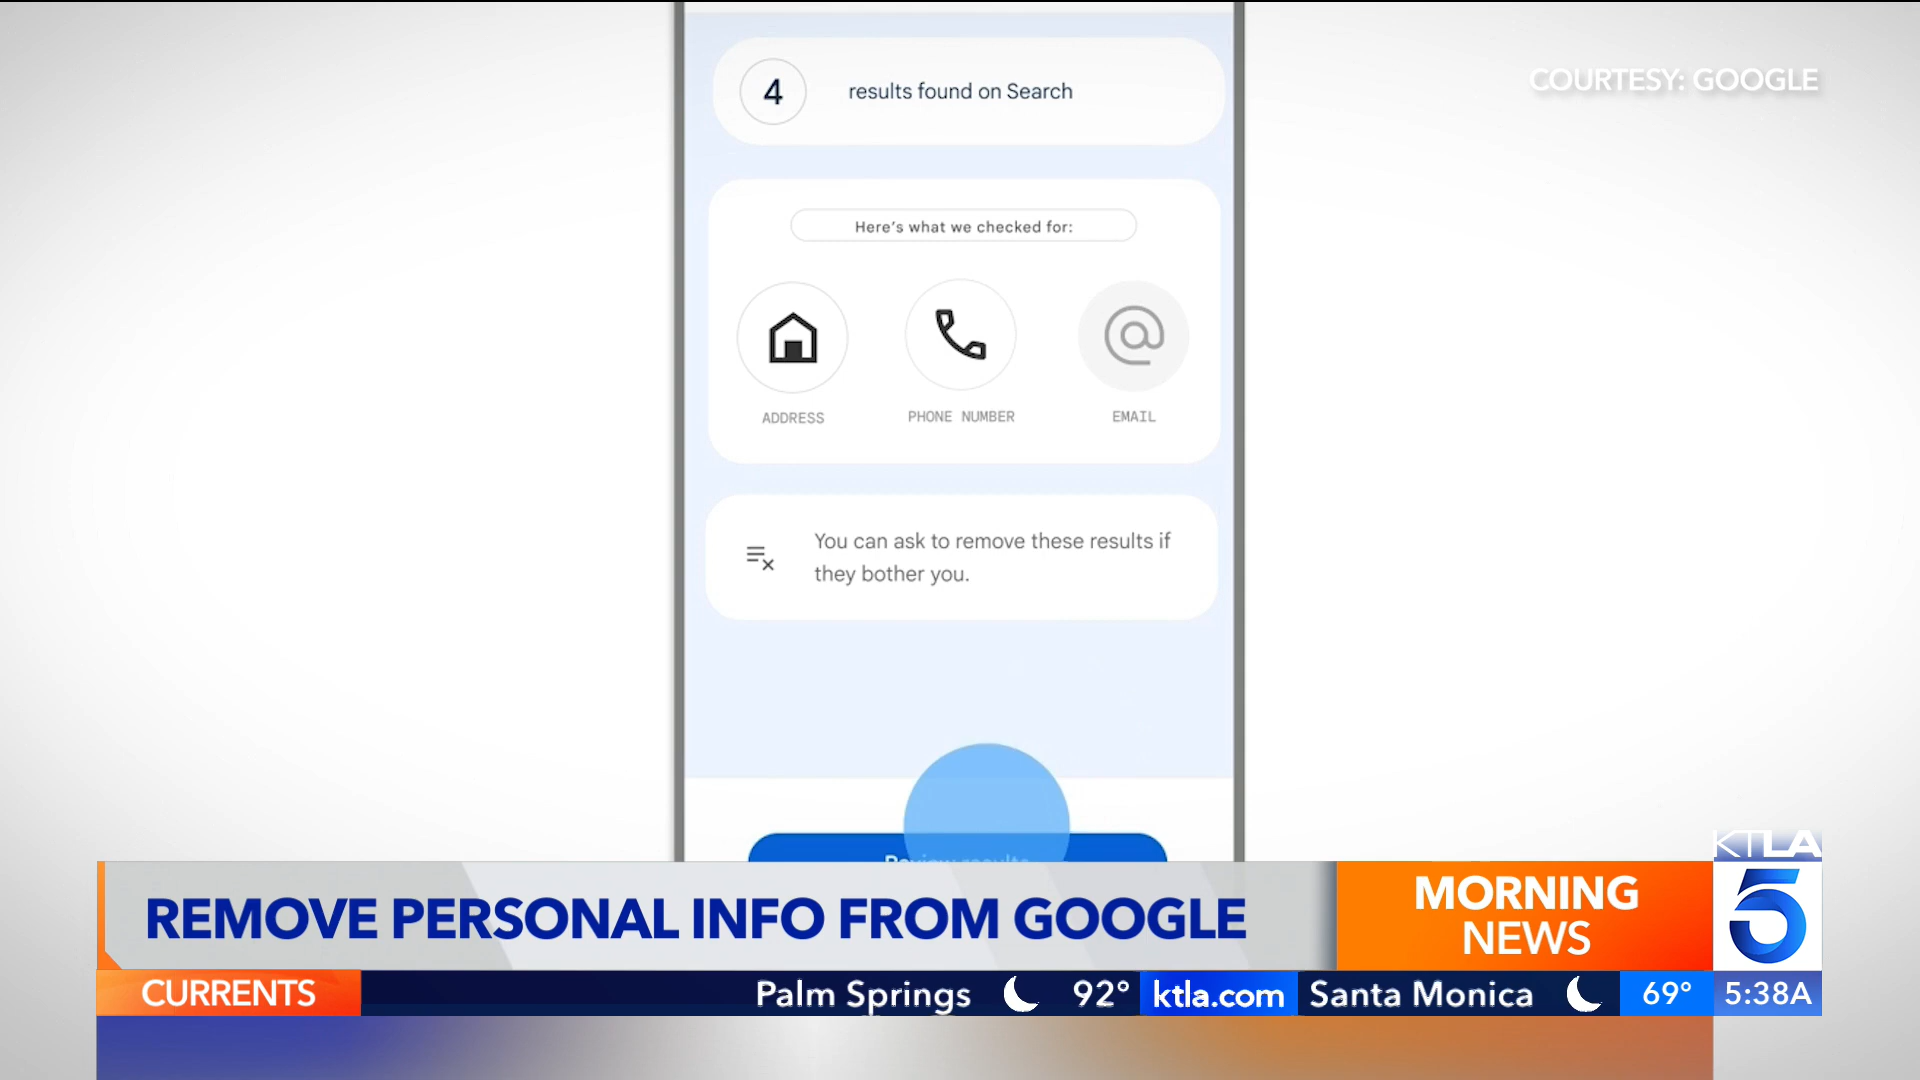 4
results found on Search
COURTESY: GOOGLE
Here's what we checked for:
ADDRESS
PHONE NUMBER
EMAIL
You can ask to remove these results if
they bother you.
Review results
REMOVE PERSONAL INFO FROM GOOGLE
MORNING
NEWS
KTLA
5
CURRENTS
Palm Springs 92°
ktla.com
Santa Monica 69°
5:38A